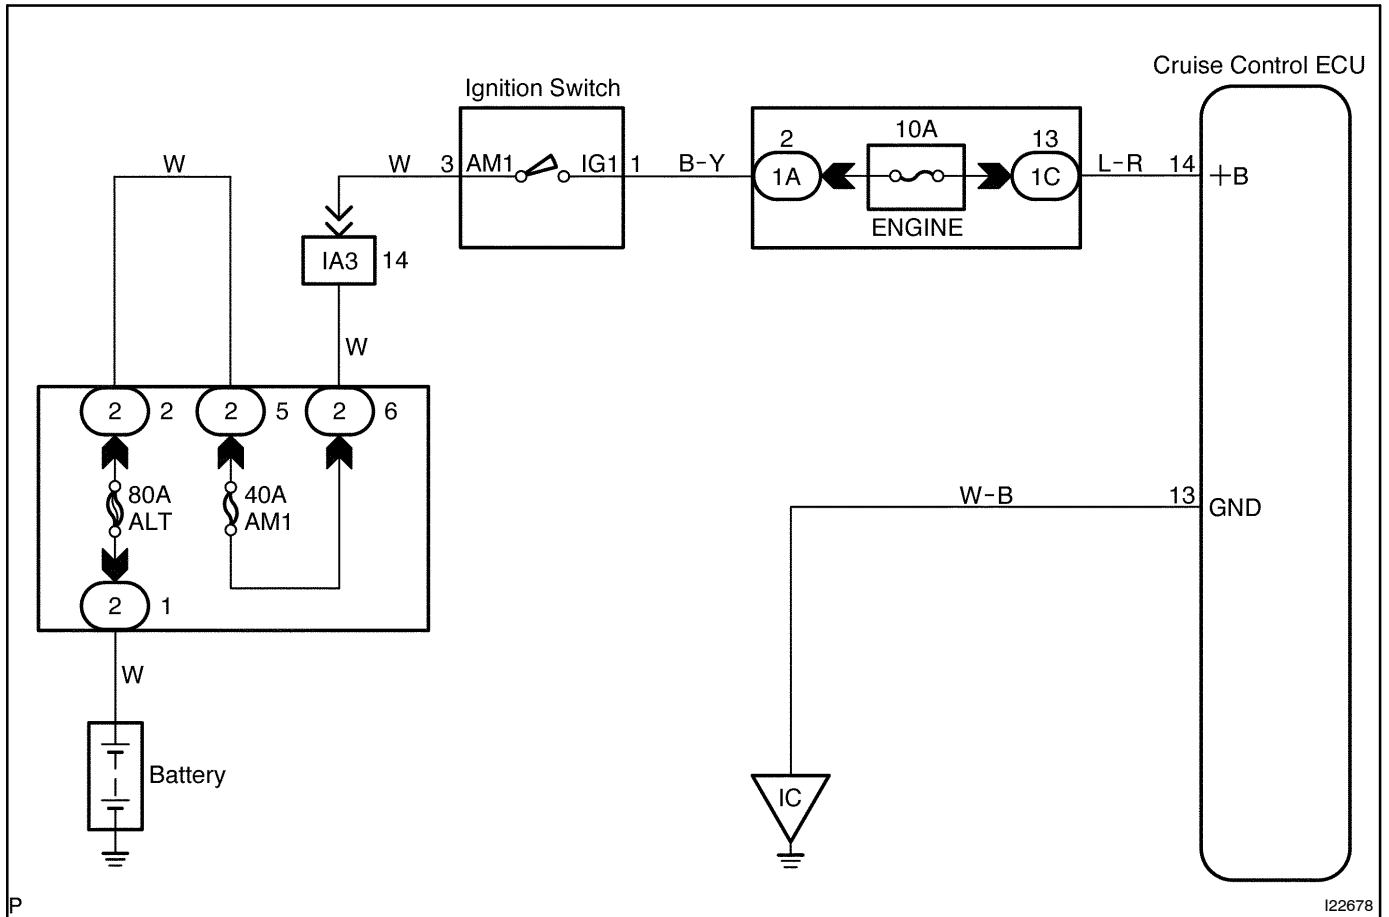 Cruise Control ECU
Ignition Switch
W
W 3 AM1 IG1 1 B-Y
2 10A 13
1A 1C L-R 14 +B
ENGINE
IA3 14
W
2 2 2 5 2 6
80A ALT
40A AM1
2 1
W
Battery
W-B 13 GND
IC
P
I22678